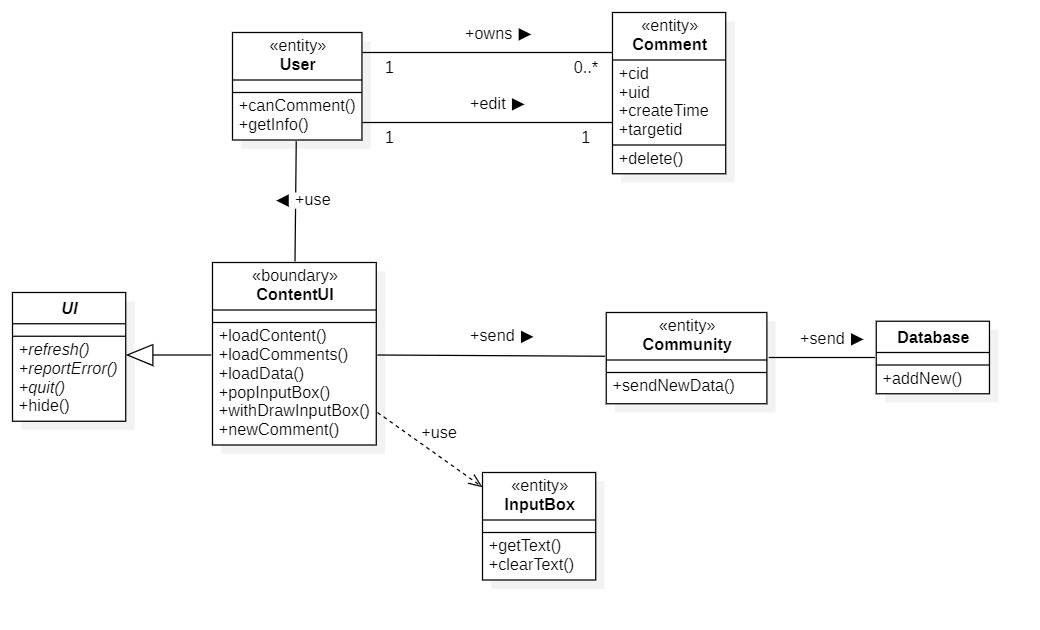 «entity»
User
+canComment()
+getInfo()
+owns ▶
1
0..*
+edit ▶
1
1
«entity»
Comment
+cid
+uid
+createTime
+targetid
+delete()
◀ +use
UI
+refresh()
+reportError()
+quit()
+hide()
«boundary»
ContentUI
+loadContent()
+loadComments()
+loadData()
+popInputBox()
+withDrawInputBox()
+newComment()
+send ▶
«entity»
Community
+sendNewData()
+send ▶
Database
+addNew()
+use
«entity»
InputBox
+getText()
+clearText()